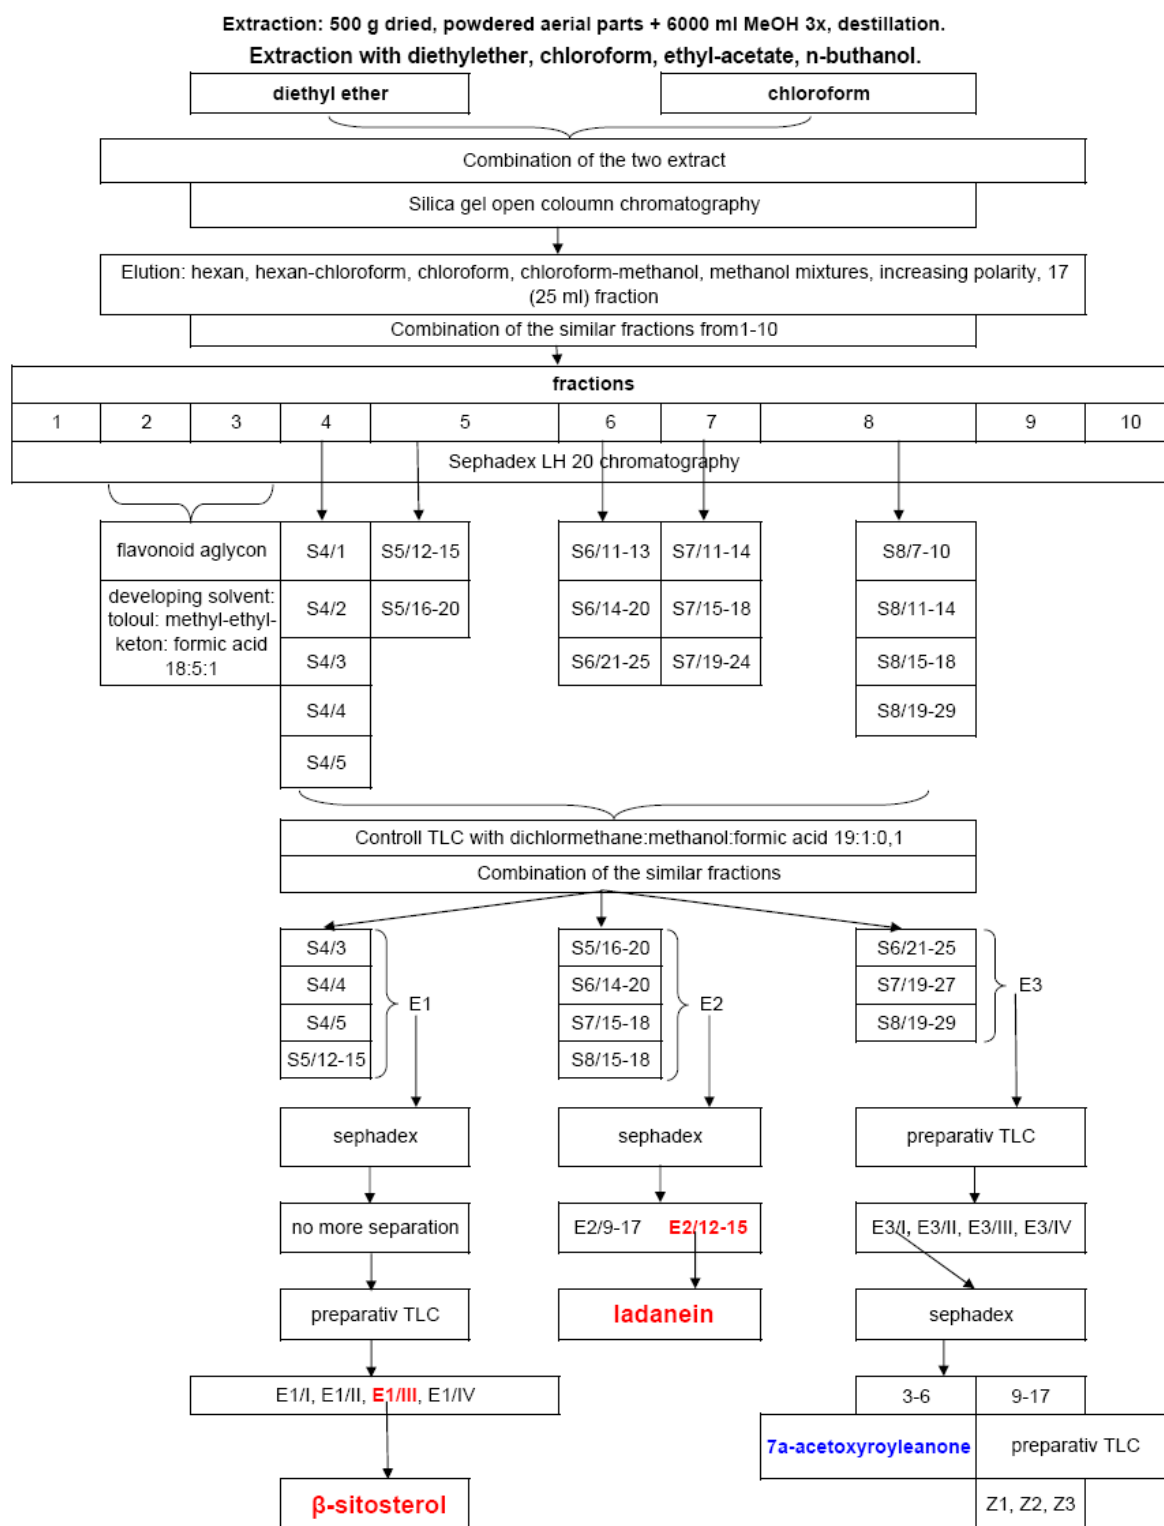 Extraction: 500 g dried, powdered aerial parts + 6000 ml MeOH 3x, destillation.
Extraction with diethylether, chloroform, ethyl-acetate, n-buthanol.
diethyl ether
chloroform
Combination of the two extract
Silica gel open coloumn chromatography
Elution: hexan, hexan-chloroform, chloroform, chloroform-methanol, methanol mixtures, increasing polarity, 17
(25 ml) fraction
Combination of the similar fractions from1-10
fractions
1 2 3 4 5 6 7 8 9 10
Sephadex LH 20 chromatography
flavonoid aglycon
developing solvent:
toloul: methyl-ethyl-
keton: formic acid
18:5:1
S4/1
S4/2
S4/3
S4/4
S4/5
S5/12-15
S5/16-20
S6/11-13
S6/14-20
S6/21-25
S7/11-14
S7/15-18
S7/19-24
S8/7-10
S8/11-14
S8/15-18
S8/19-29
Controll TLC with dichlormethane:methanol:formic acid 19:1:0,1
Combination of the similar fractions
S4/3
S4/4
S4/5
S5/12-15
E1
S5/16-20
S6/14-20
S7/15-18
S8/15-18
E2
S6/21-25
S7/19-27
S8/19-29
E3
sephadex
sephadex
preparativ TLC
no more separation
E2/9-17 E2/12-15
E3/I, E3/II, E3/III, E3/IV
preparativ TLC
ladanein
sephadex
E1/I, E1/II, E1/III, E1/IV
3-6
9-17
7a-acetoxyroyleanone
preparativ TLC
β-sitosterol
Z1, Z2, Z3